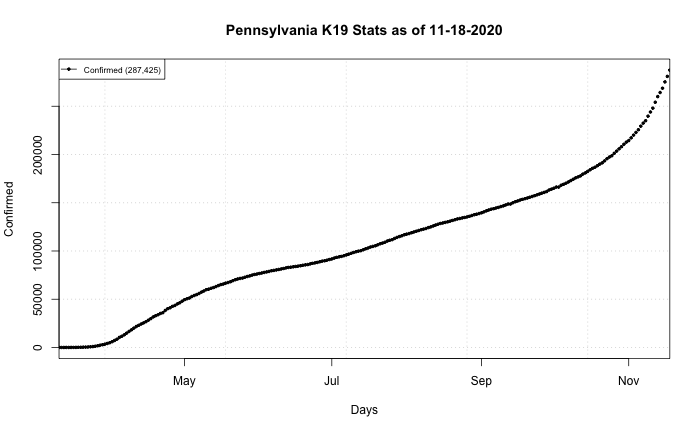 Pennsylvania K19 Stats as of 11-18-2020
Confirmed (287,425)
Confirmed
200000
100000
50000
0
May
Jul
Sep
Nov
Days